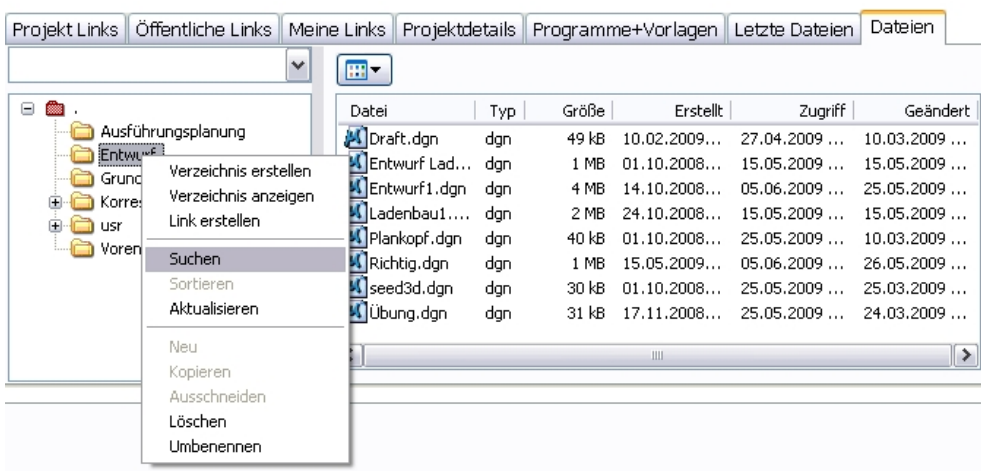 Projekt Links Öffentliche Links Meine Links Projektdetails Programme+Vorlagen Letzte Dateien Dateien
.
Ausführungsplanung
Entwurf
Grund
Korres
usr
Voren
Verzeichnis erstellen
Verzeichnis anzeigen
Link erstellen
Suchen
Sortieren
Aktualisieren
Neu
Kopieren
Ausschneiden
Löschen
Umbenennen
Datei Typ Größe Erstellt Zugriff Geändert
Draft.dgn dgn 49 kB 10.02.2009... 27.04.2009 ... 10.03.2009 ...
Entwurf Lad... dgn 1 MB 01.10.2008... 15.05.2009 ... 15.05.2009 ...
Entwurf1.dgn dgn 4 MB 14.10.2008... 05.06.2009 ... 25.05.2009 ...
Ladenbau1.... dgn 2 MB 24.10.2008... 15.05.2009 ... 15.05.2009 ...
Plankopf.dgn dgn 40 kB 01.10.2008... 25.05.2009 ... 10.03.2009 ...
Richtig.dgn dgn 1 MB 15.05.2009... 05.06.2009 ... 26.05.2009 ...
seed3d.dgn dgn 30 kB 01.10.2008... 25.05.2009 ... 25.03.2009 ...
Übung.dgn dgn 31 kB 17.11.2008... 25.05.2009 ... 24.03.2009 ...